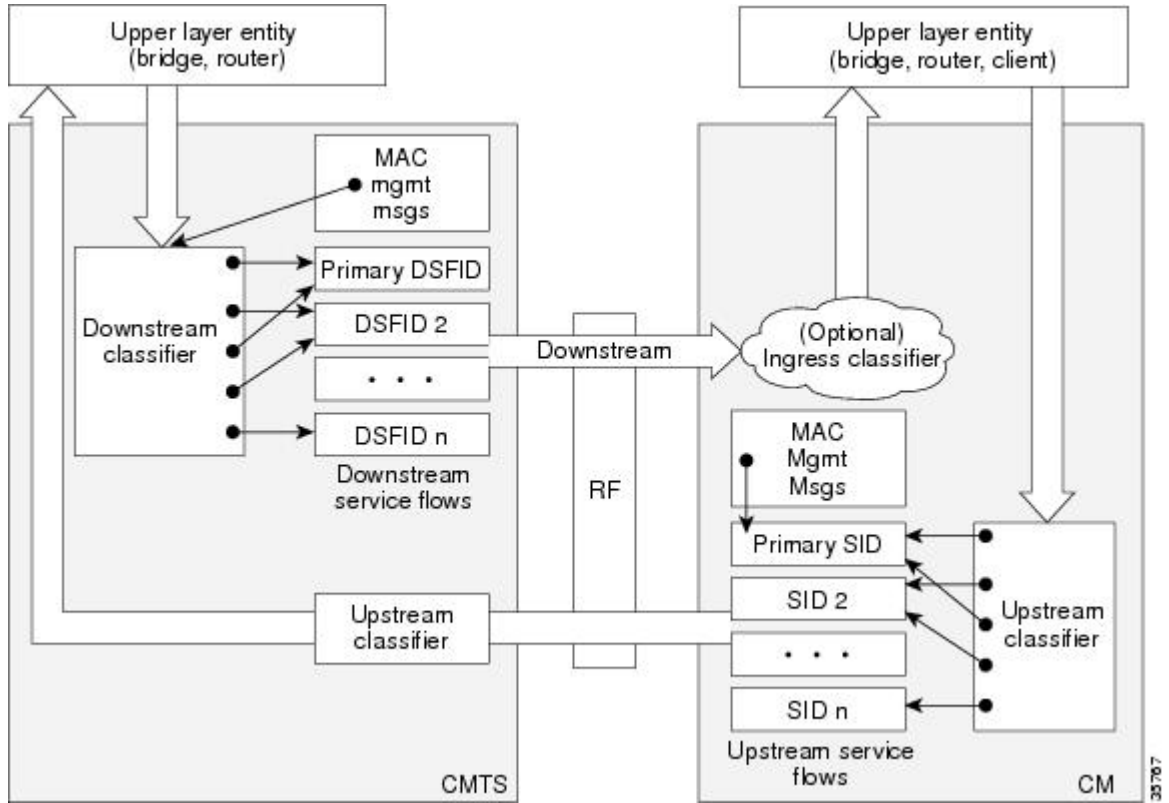 Upper layer entity
(bridge, router)
Upper layer entity
(bridge, router, client)
MAC
mgmt
msgs
Downstream
classifier
Primary DSFID
DSFID 2
. . .
DSFID n
Downstream
service flows
Downstream
RF
(Optional)
Ingress classifier
MAC
Mgmt
Msgs
Primary SID
SID 2
. . .
SID n
Upstream service
flows
Upstream
classifier
Upstream
classifier
CMTS
CM
35767